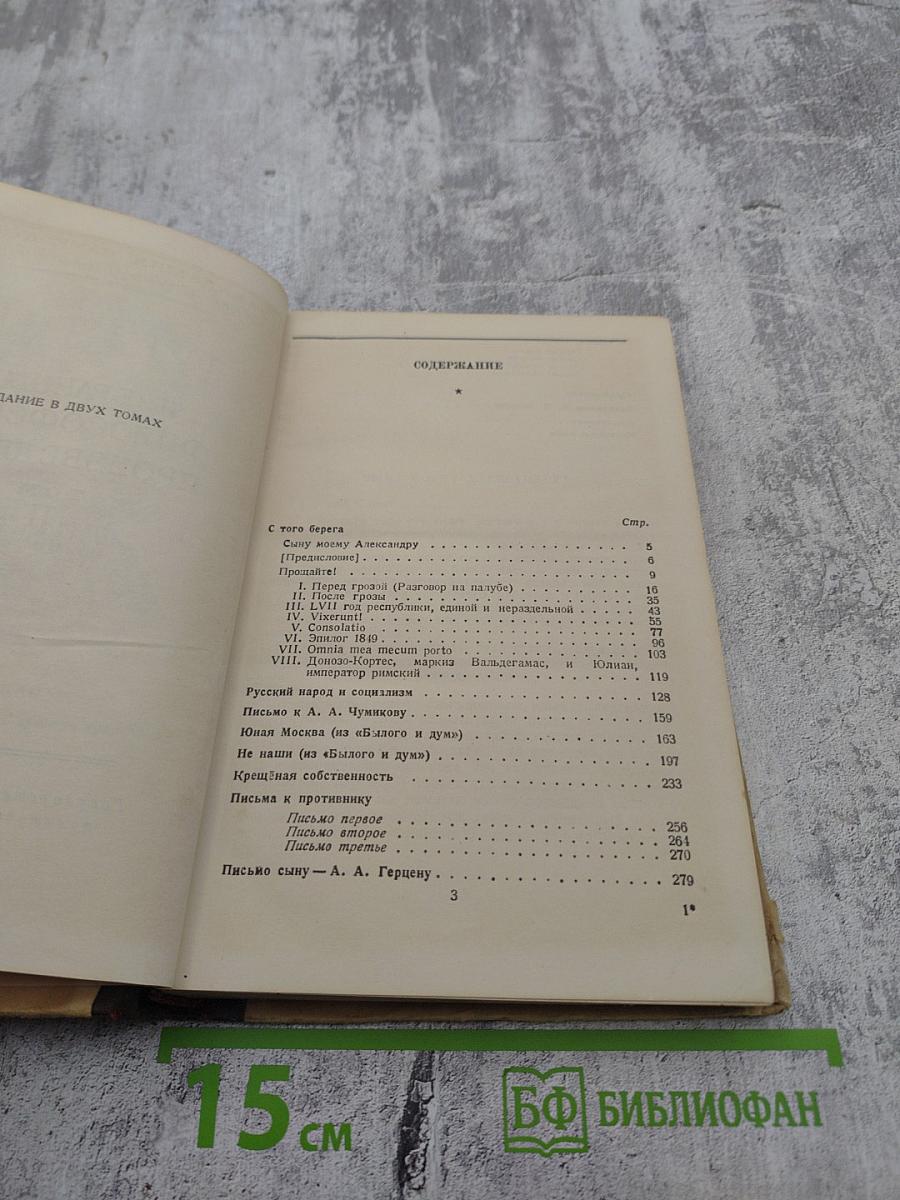 ДАНИЕ В ДВУХ ТОМАХ
СОДЕРЖАНИЕ
*
Стр.
С того берега
Сыну моему Александру . . . . . . . . . . . . . . . . . 5
[Предисловие] . . . . . . . . . . . . . . . . . . . . . . 6
Прощайте! . . . . . . . . . . . . . . . . . . . . . . . 9
I. Перед грозой (Разговор на палубе) . . . . . . . . . 16
II. После грозы . . . . . . . . . . . . . . . . . . . 35
III. LVII год республики, единой и нераздельной . . . . . 43
IV. Vixerunt! . . . . . . . . . . . . . . . . . . . . 55
V. Consolatio . . . . . . . . . . . . . . . . . . . . 77
VI. Эпилог 1849 . . . . . . . . . . . . . . . . . . . 96
VII. Omnia mea mecum porto . . . . . . . . . . . . . . 103
VIII. Донозо-Кортес, маркиз Вальдегамас, и Юлиан,
император римский . . . . . . . . . . . . . . . . 119
Русский народ и социализм . . . . . . . . . . . . . . . 128
Письмо к А. А. Чумикову . . . . . . . . . . . . . . . . 159
Юная Москва (из «Былого и дум») . . . . . . . . . . . . 163
Не наши (из «Былого и дум») . . . . . . . . . . . . . . 197
Крещёная собственность . . . . . . . . . . . . . . . . . 233
Письма к противнику
Письмо первое . . . . . . . . . . . . . . . . . . . 256
Письмо второе . . . . . . . . . . . . . . . . . . . 264
Письмо третье . . . . . . . . . . . . . . . . . . . 270
Письмо сыну — А. А. Герцену . . . . . . . . . . . . . . 279
3
1*
15 см
БФ БИБЛИОФАН